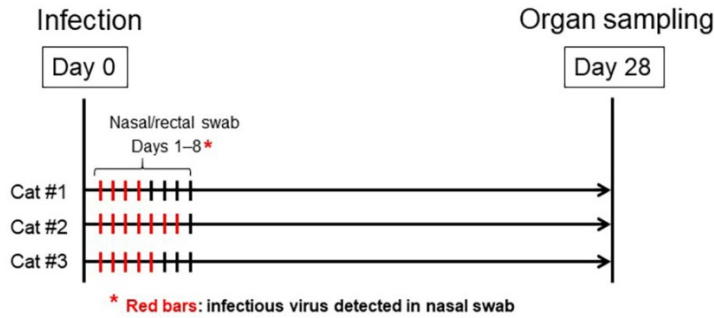 Infection
Organ sampling
Day 0
Day 28
Nasal/rectal swab
Days 1–8*
Cat #1
Cat #2
Cat #3
* Red bars: infectious virus detected in nasal swab